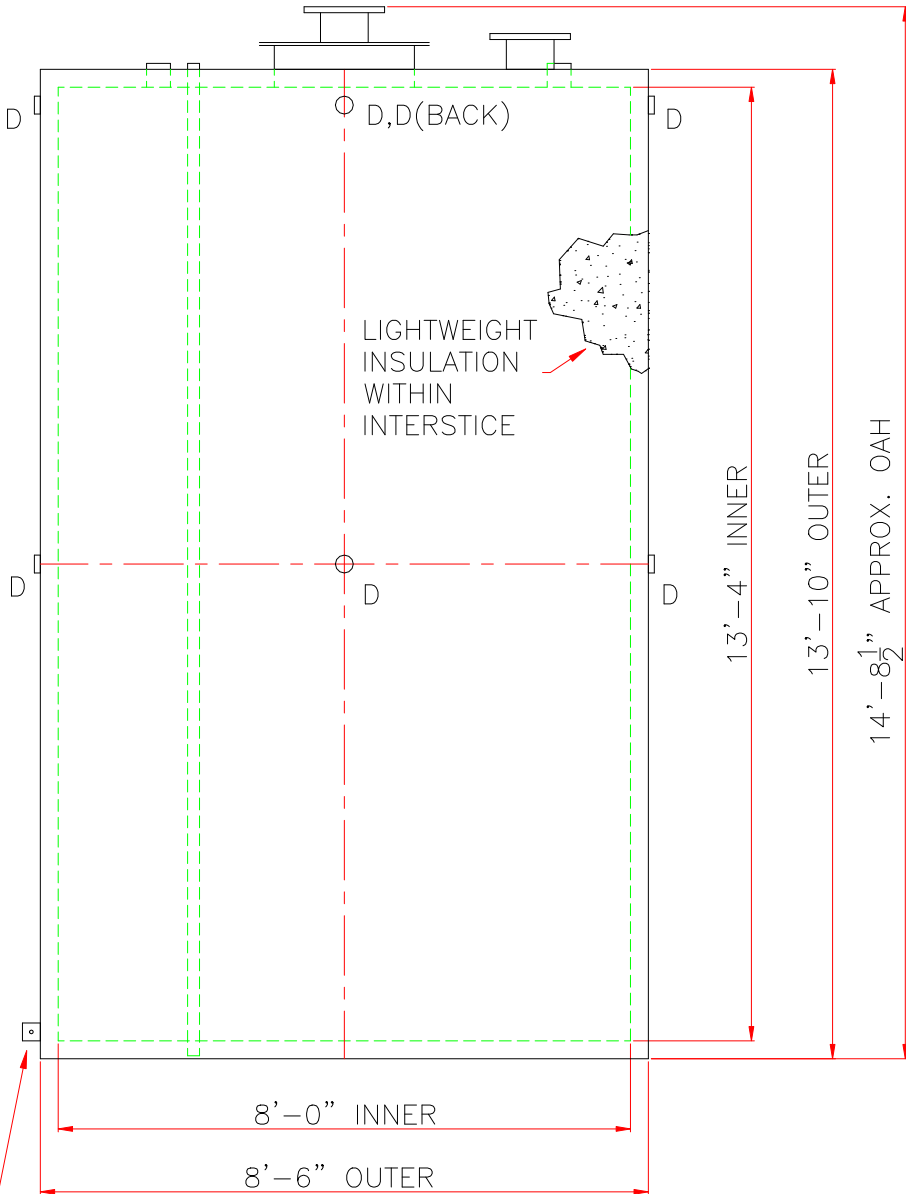 D
D,D(BACK)
D
LIGHTWEIGHT
INSULATION
WITHIN
INTERSTICE
D
D
D
13'-4" INNER
13'-10" OUTER
14'-8½" APPROX. OAH
8'-0" INNER
8'-6" OUTER